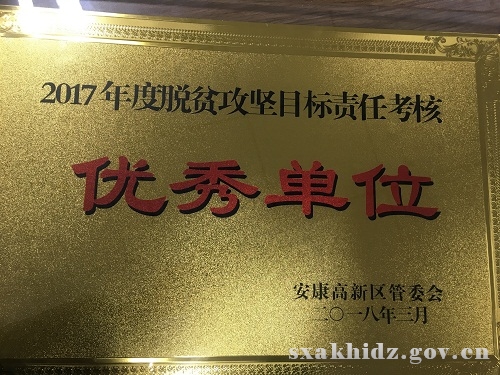 2017年度脱贫攻坚目标责任考核
优秀单位
安康高新区管委会
二〇一八年三月
sxakhidz.gov.cn